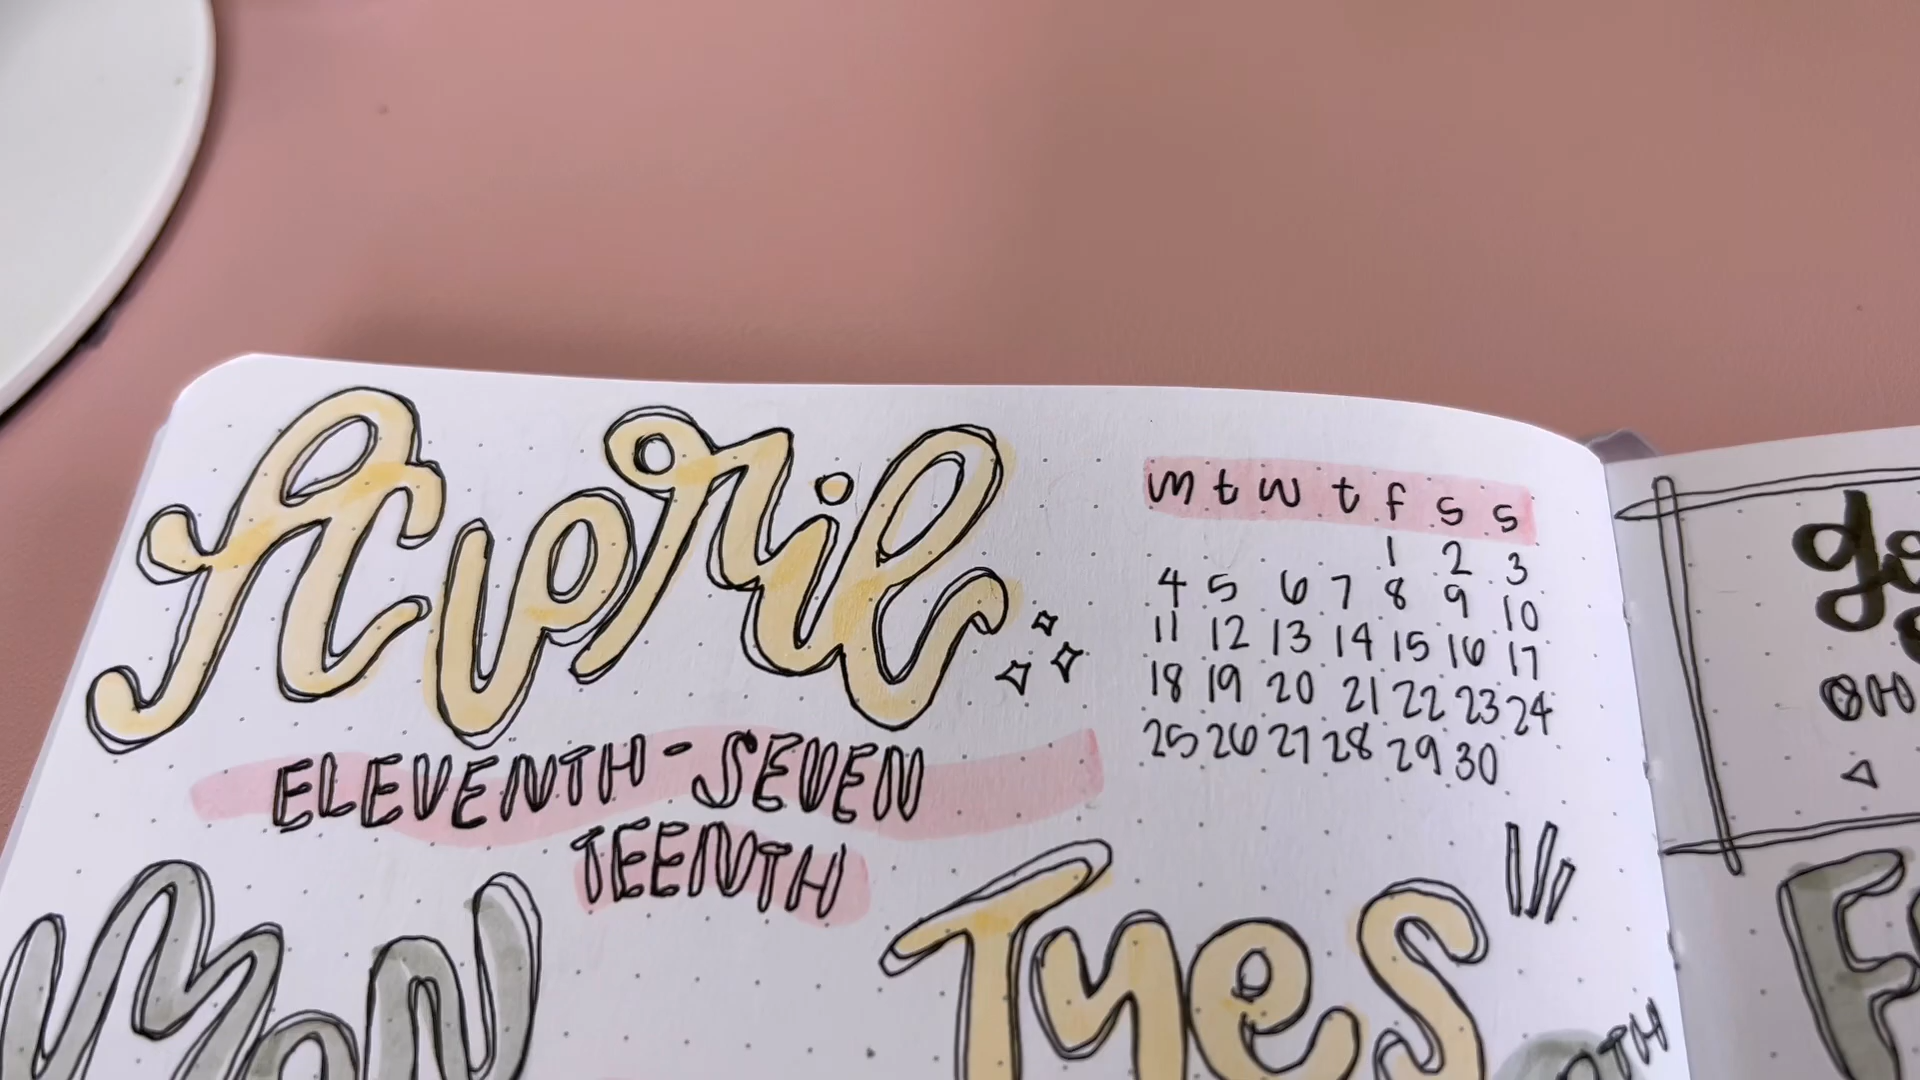 April
ELEVENTH-SEVEN
TEENTH
m t w t f s s
1 2 3
4 5 6 7 8 9 10
11 12 13 14 15 16 17
18 19 20 21 22 23 24
25 26 27 28 29 30
Mon
Tues